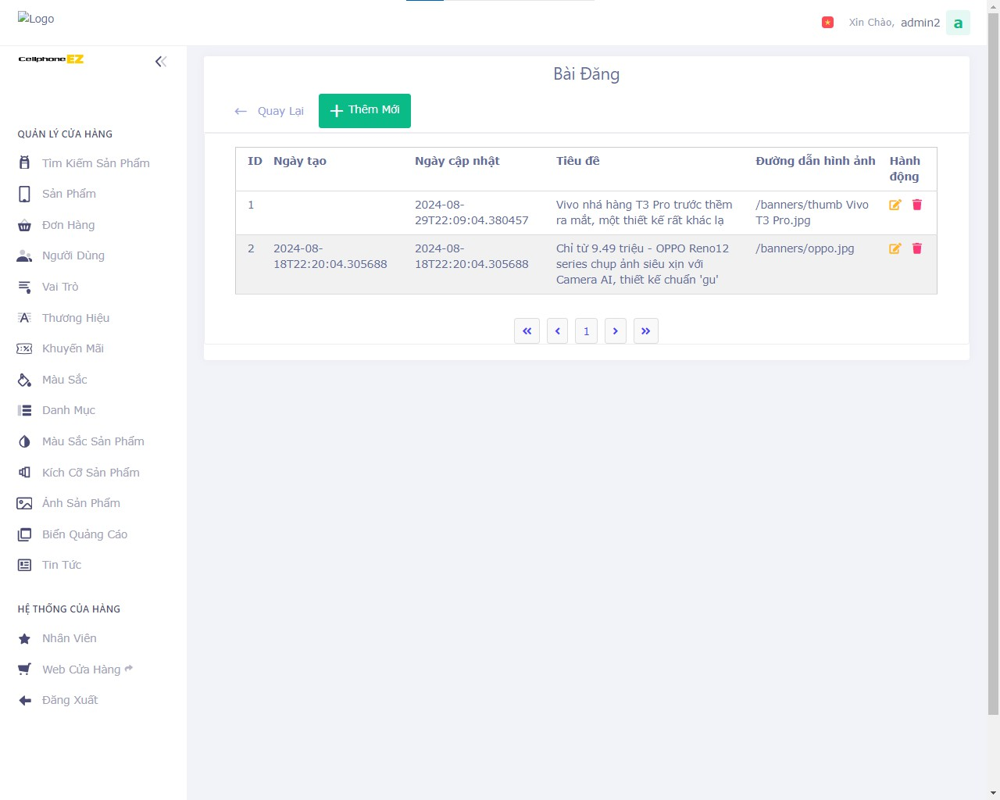 Logo
Xin Chào, admin2 a
CellphoneEZ
QUẢN LÝ CỬA HÀNG
Tìm Kiếm Sản Phẩm
Sản Phẩm
Đơn Hàng
Người Dùng
Vai Trò
Thương Hiệu
Khuyến Mãi
Màu Sắc
Danh Mục
Màu Sắc Sản Phẩm
Kích Cỡ Sản Phẩm
Ảnh Sản Phẩm
Biển Quảng Cáo
Tin Tức
HỆ THỐNG CỦA HÀNG
Nhân Viên
Web Cửa Hàng
Đăng Xuất
Bài Đăng
Quay Lại
Thêm Mới
ID Ngày tạo Ngày cập nhật Tiêu đề Đường dẫn hình ảnh Hành
động
1 2024-08- Vivo nhá hàng T3 Pro trước thềm /banners/thumb Vivo
29T22:09:04.380457 ra mắt, một thiết kế rất khác lạ T3 Pro.jpg
2 2024-08- 2024-08- Chỉ từ 9.49 triệu - OPPO Reno12 /banners/oppo.jpg
18T22:20:04.305688 18T22:20:04.305688 series chụp ảnh siêu xịn với
Camera AI, thiết kế chuẩn 'gu'
1